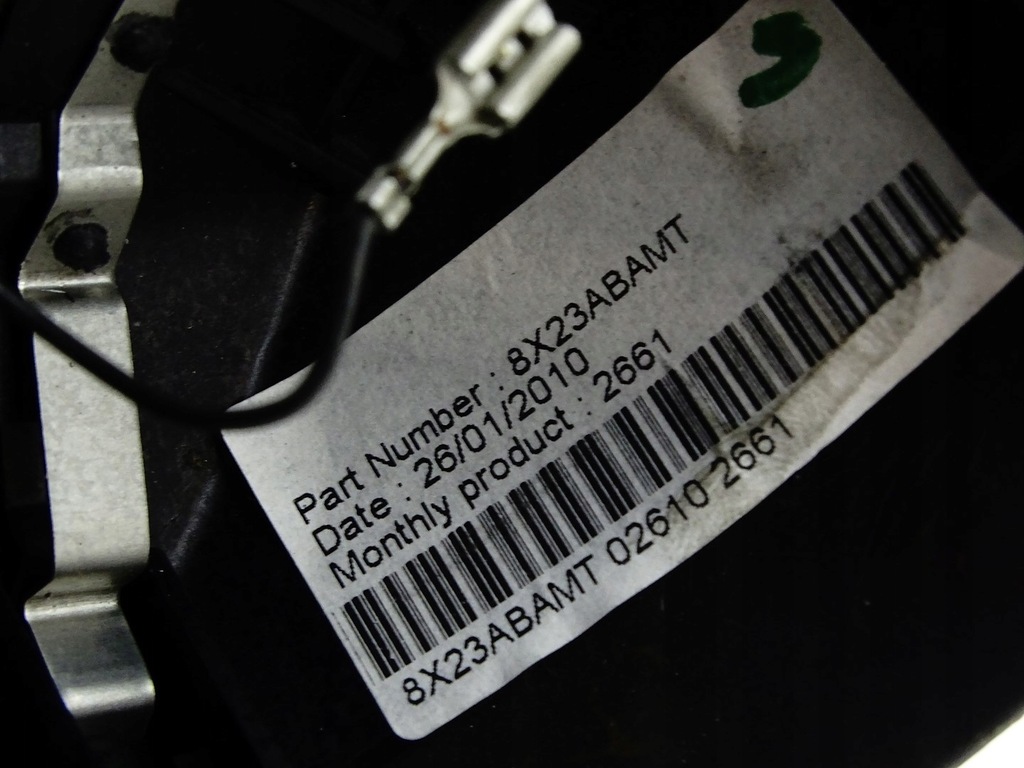 Part Number : 8X23ABAMT
Date : 26/01/2010
Monthly product : 2661
8X23ABAMT 02610 2661